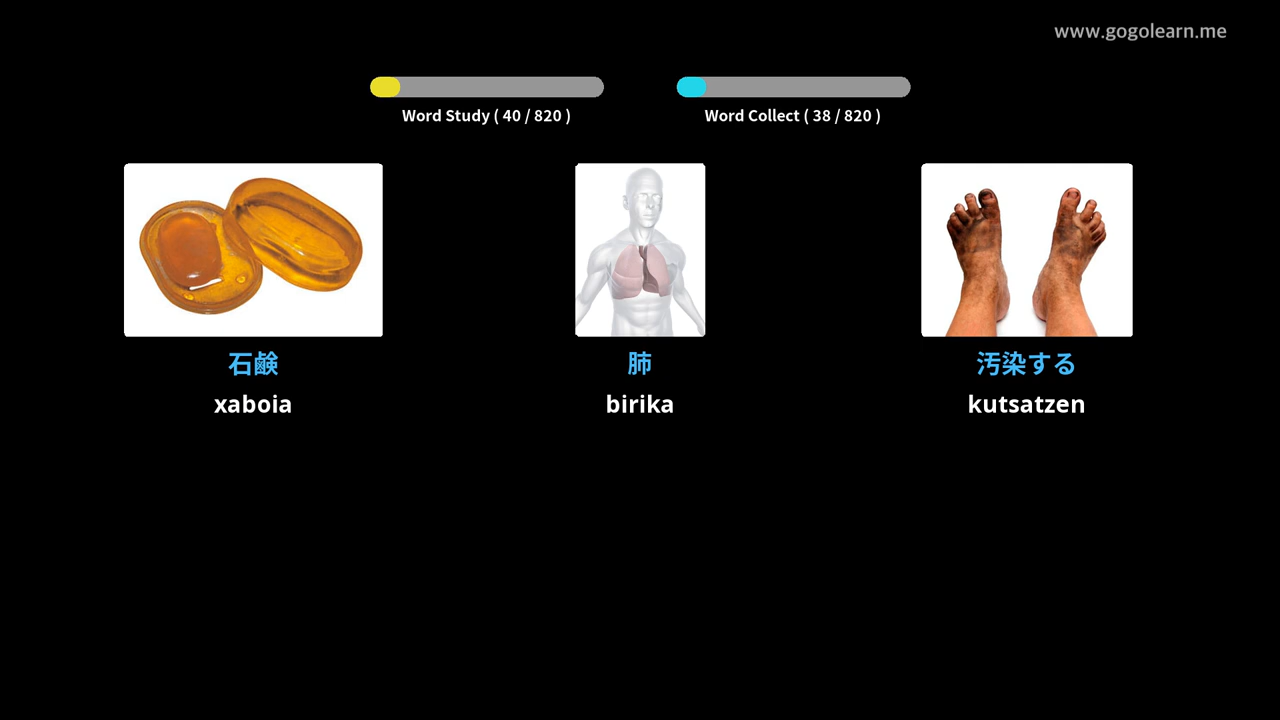 www.gogolearn.me
Word Study ( 40 / 820 )
Word Collect ( 38 / 820 )
石鹸
肺
汚染する
xaboia
birika
kutsatzen